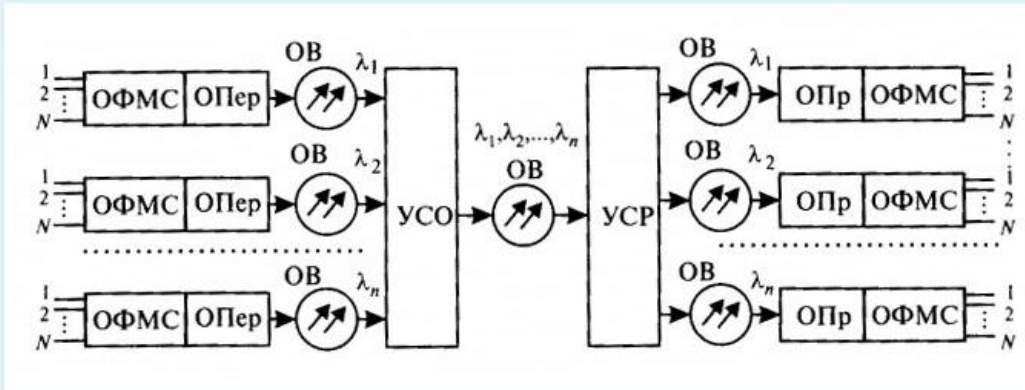 ОВ λ1 ОВ λ1
1 2 N ОФМС ОПер ОПр ОФМС 1 2 N
λ1,λ2,...,λn
ОВ λ2 ОВ ОВ λ2
1 2 N ОФМС ОПер УСО УСР ОПр ОФМС 1 2 N
ОВ λn ОВ λn
1 2 N ОФМС ОПер ОПр ОФМС 1 2 N